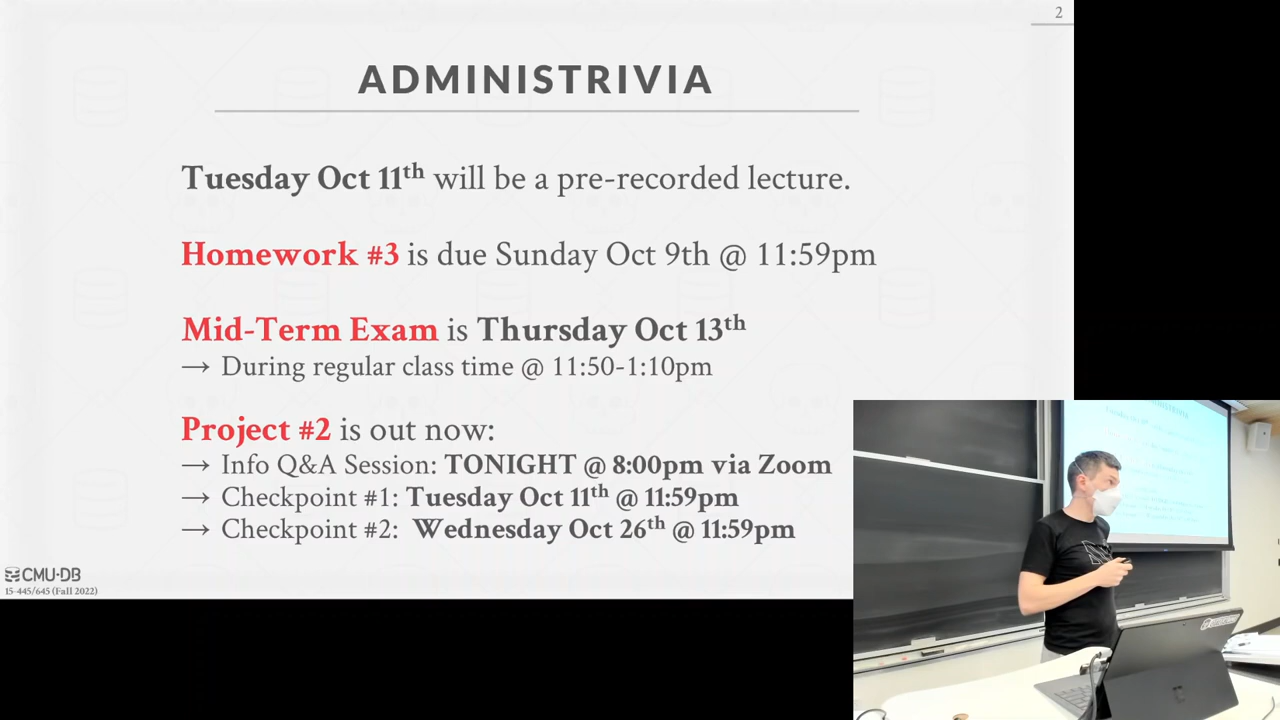 2
ADMINISTRIVIA
Tuesday Oct 11th will be a pre-recorded lecture.
Homework #3 is due Sunday Oct 9th @ 11:59pm
Mid-Term Exam is Thursday Oct 13th
→ During regular class time @ 11:50-1:10pm
Project #2 is out now:
→ Info Q&A Session: TONIGHT @ 8:00pm via Zoom
→ Checkpoint #1: Tuesday Oct 11th @ 11:59pm
→ Checkpoint #2: Wednesday Oct 26th @ 11:59pm
CMU·DB
15-445/645 (Fall 2022)